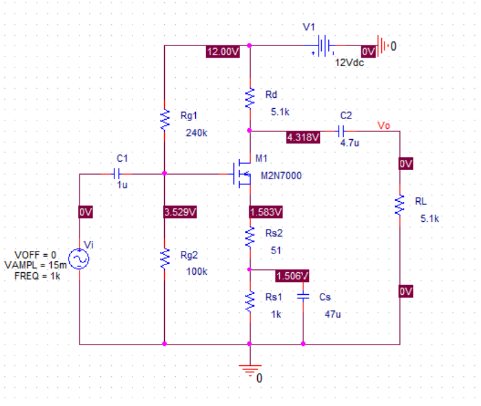 V1
12.00V
0V
0
12Vdc
Rd
5.1k
Rg1
240k
C2
4.7u
Vo
4.318V
0V
C1
1u
M1
M2N7000
RL
5.1k
0V
3.529V
1.583V
Vi
VOFF = 0
VAMPL = 15m
FREQ = 1k
Rg2
100k
Rs2
51
1.506V
0V
Rs1
1k
Cs
47u
0